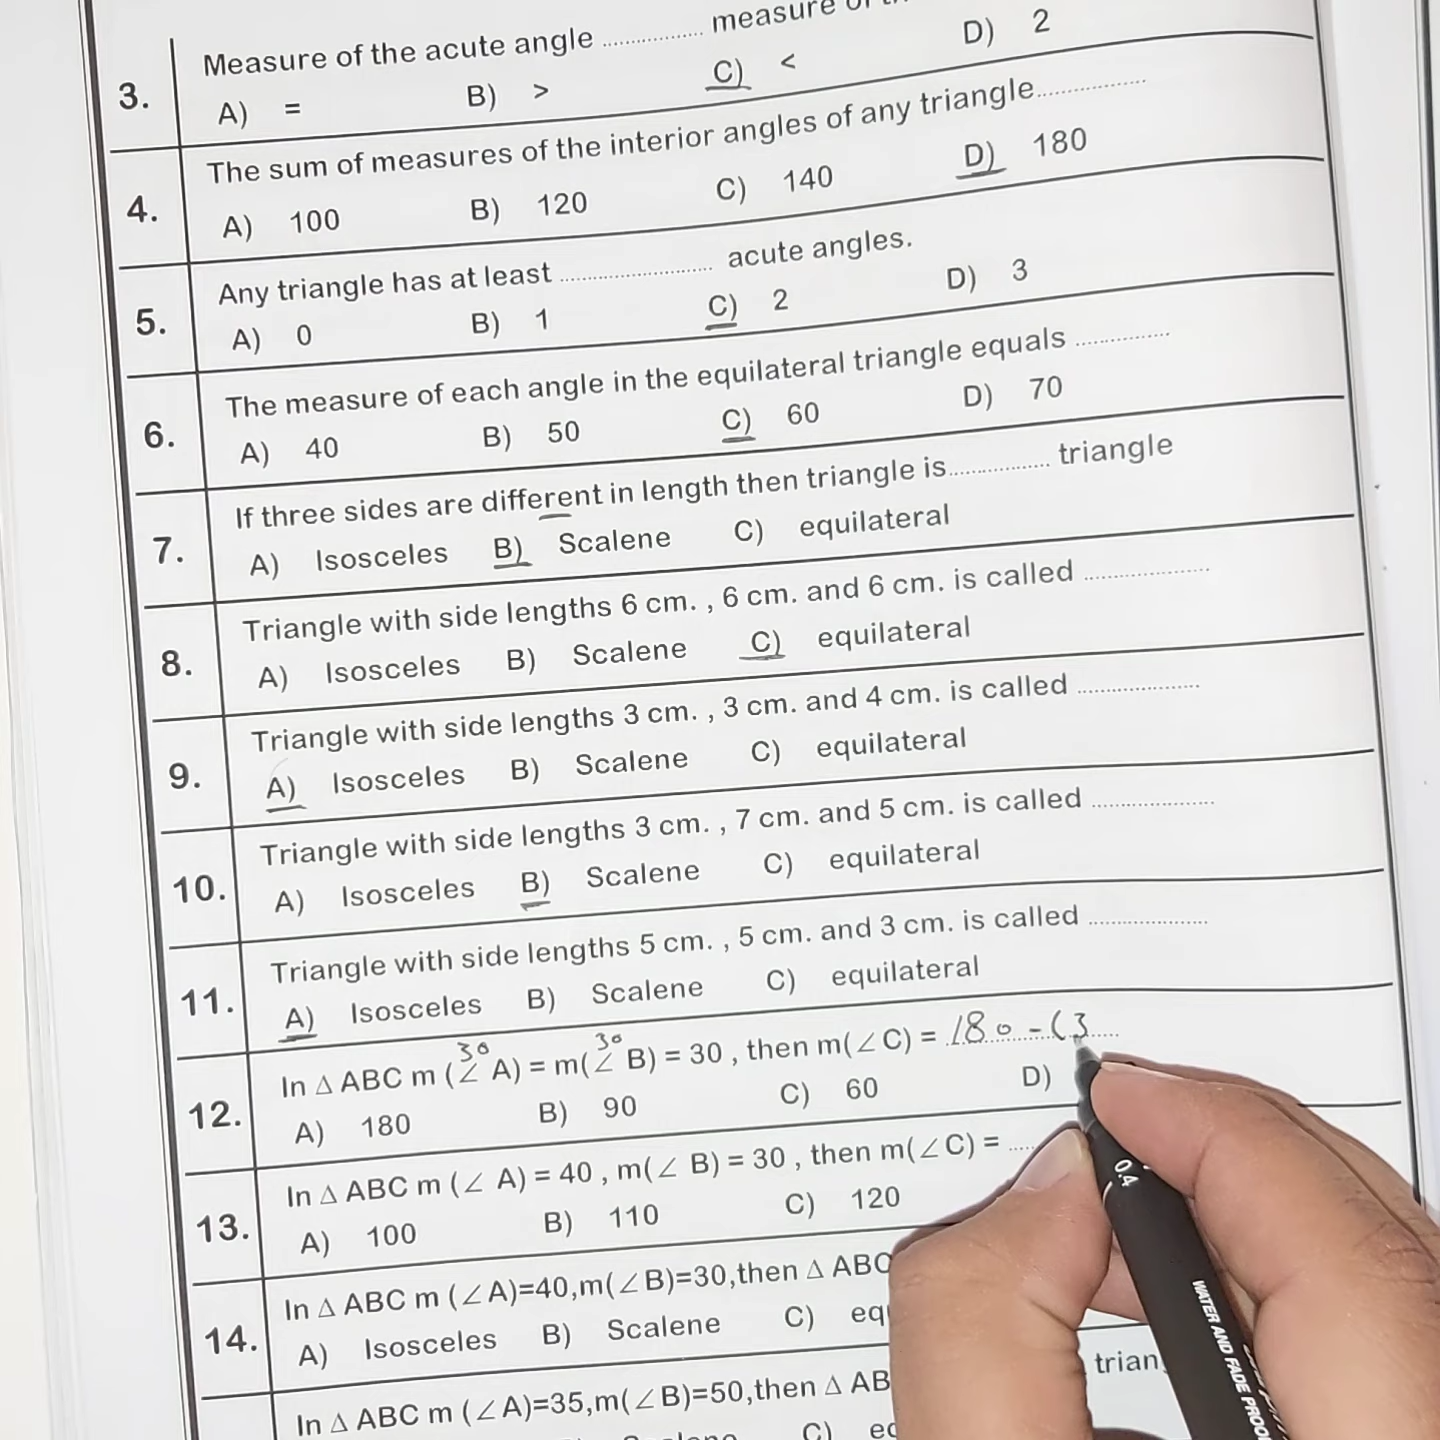 3. Measure of the acute angle .................. measure
A) = B) > C) < D) 2
4. The sum of measures of the interior angles of any triangle..................
A) 100 B) 120 C) 140 D) 180
5. Any triangle has at least .......................... acute angles.
A) 0 B) 1 C) 2 D) 3
6. The measure of each angle in the equilateral triangle equals ................
A) 40 B) 50 C) 60 D) 70
7. If three sides are different in length then triangle is.................. triangle
A) Isosceles B) Scalene C) equilateral
8. Triangle with side lengths 6 cm. , 6 cm. and 6 cm. is called ......................
A) Isosceles B) Scalene C) equilateral
9. Triangle with side lengths 3 cm. , 3 cm. and 4 cm. is called .....................
A) Isosceles B) Scalene C) equilateral
10. Triangle with side lengths 3 cm. , 7 cm. and 5 cm. is called .....................
A) Isosceles B) Scalene C) equilateral
11. Triangle with side lengths 5 cm. , 5 cm. and 3 cm. is called .....................
A) Isosceles B) Scalene C) equilateral
30 30
12. In △ ABC m (∠ A) = m(∠ B) = 30 , then m(∠ C) = 180 - (3
A) 180 B) 90 C) 60 D)
13. In △ ABC m (∠ A) = 40 , m(∠ B) = 30 , then m(∠ C) = .....
A) 100 B) 110 C) 120
14. In △ ABC m (∠ A)=40,m(∠ B)=30,then △ ABC
A) Isosceles B) Scalene C)
In △ ABC m (∠ A)=35,m(∠ B)=50,then △ AB
C)
0.4
WATER AND FADE PROOF